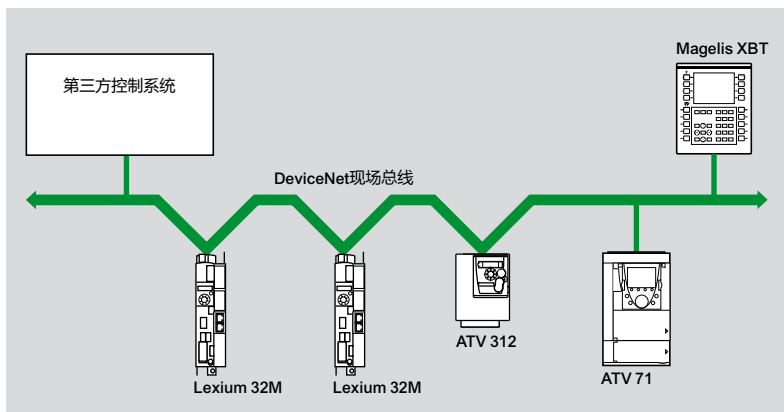 Magelis XBT
第三方控制系统
DeviceNet现场总线
ATV 312
ATV 71
Lexium 32M
Lexium 32M